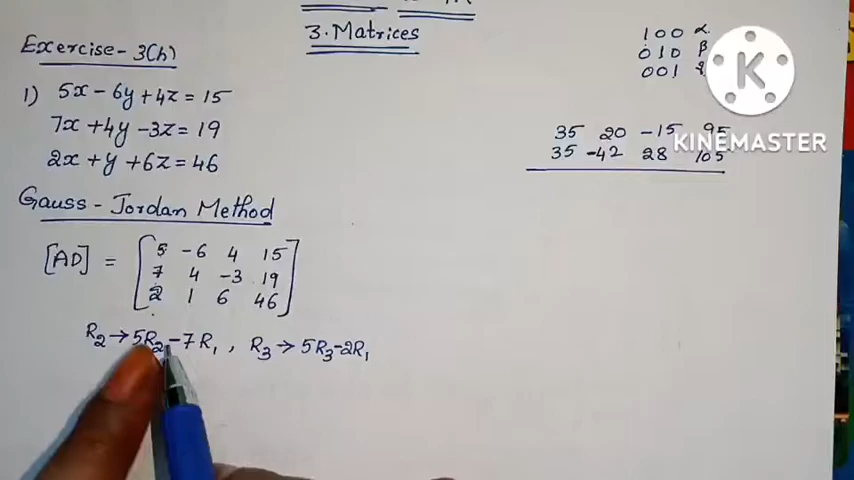 3. Matrices
Exercise - 3(h)
1) 5x - 6y + 4z = 15
7x + 4y - 3z = 19
2x + y + 6z = 46
Gauss - Jordan Method
[AD] = [5 -6 4 15
7 4 -3 19
2 1 6 46]
R₂ → 5R₂ - 7R₁ , R₃ → 5R₃ - 2R₁
1 0 0 α
0 1 0 β
0 0 1
35 20 -15 95
35 -42 28 105
K
KINEMASTER